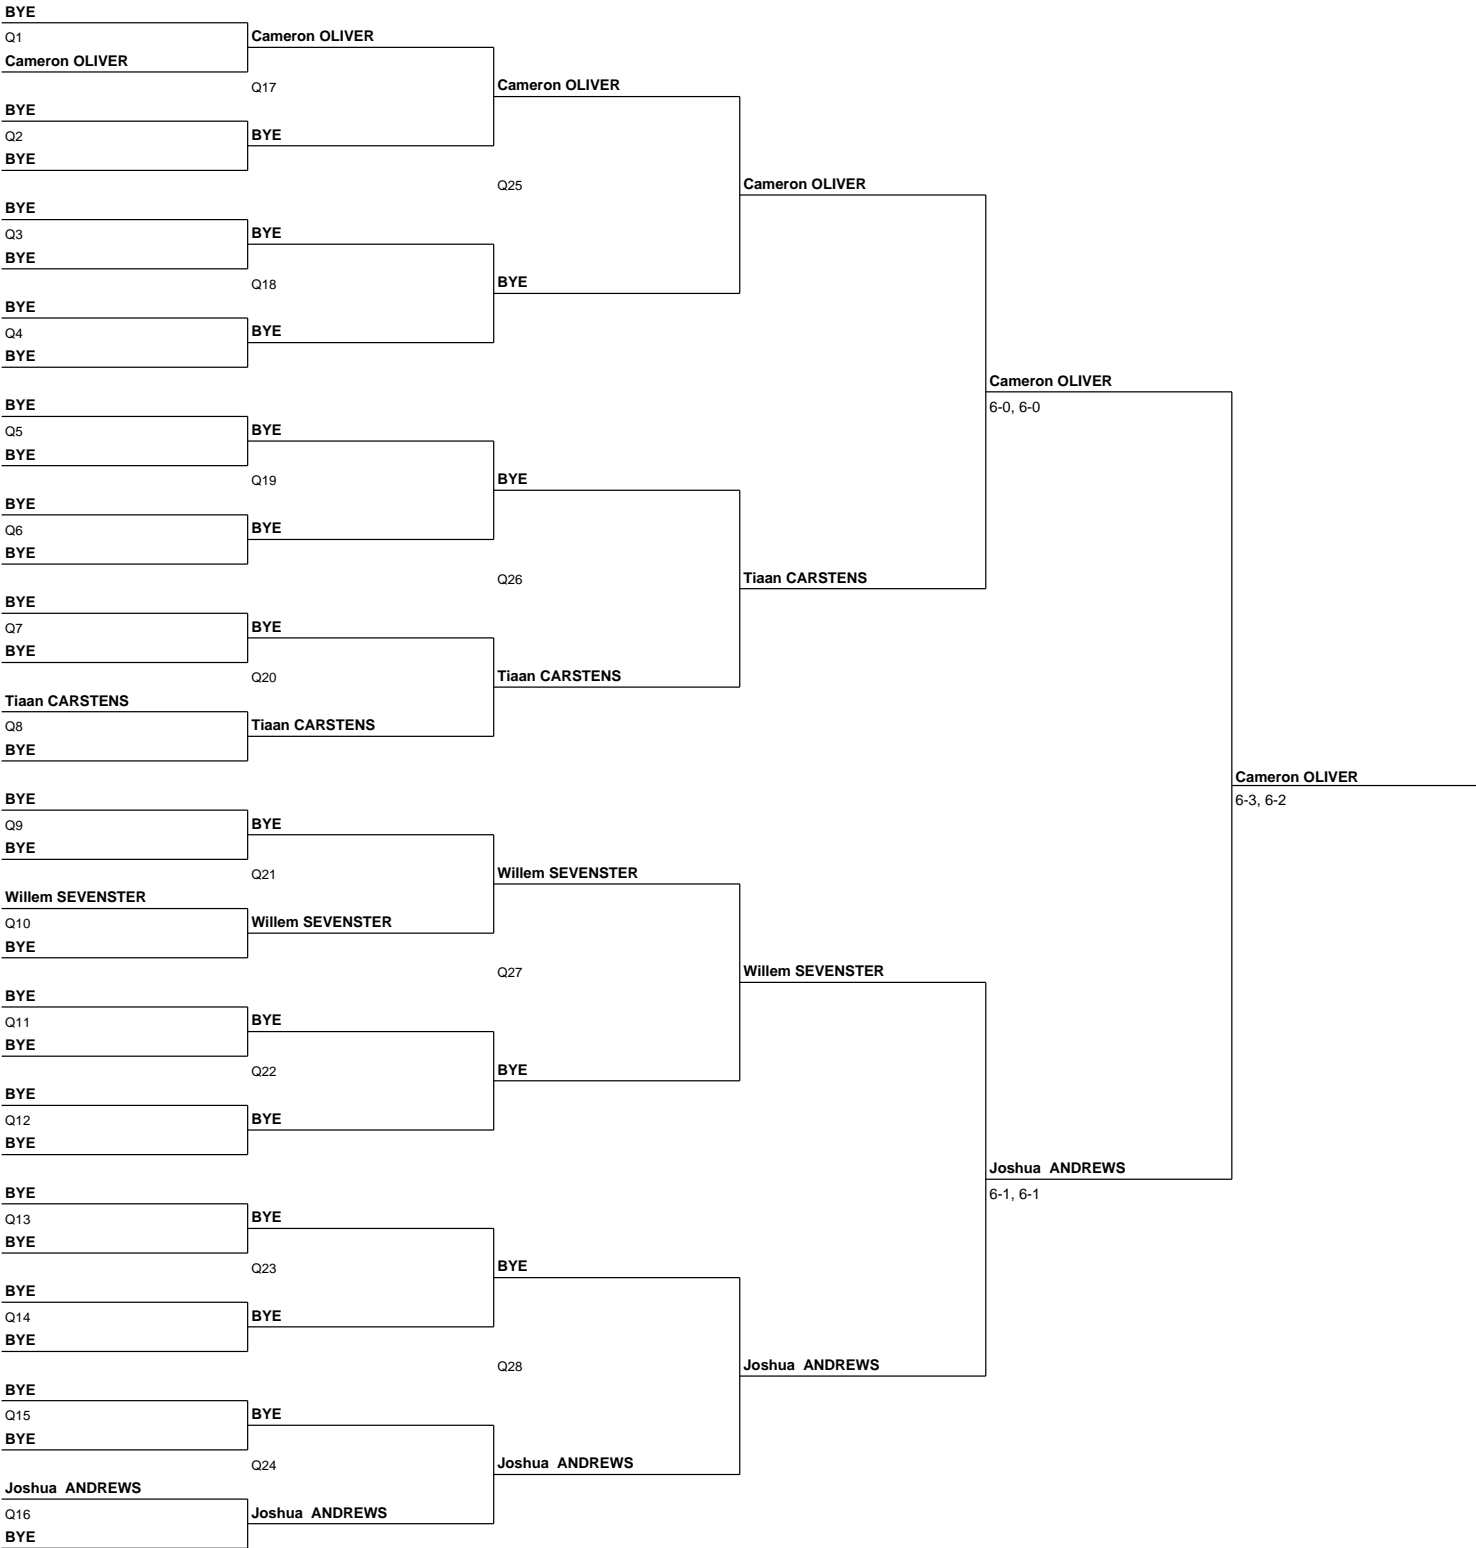 BYE
Q1
Cameron OLIVER
Cameron OLIVER
Q17
Cameron OLIVER
BYE
Q2
BYE
BYE
Q25
Cameron OLIVER
BYE
Q3
BYE
BYE
Q18
BYE
BYE
Q4
BYE
BYE
Cameron OLIVER
6-0, 6-0
BYE
Q5
BYE
BYE
Q19
BYE
BYE
Q6
BYE
BYE
Q26
Tiaan CARSTENS
BYE
Q7
BYE
BYE
Q20
Tiaan CARSTENS
Tiaan CARSTENS
Q8
Tiaan CARSTENS
BYE
Cameron OLIVER
6-3, 6-2
BYE
Q9
BYE
BYE
Q21
Willem SEVENSTER
Willem SEVENSTER
Q10
Willem SEVENSTER
BYE
Q27
Willem SEVENSTER
BYE
Q11
BYE
BYE
Q22
BYE
BYE
Q12
BYE
BYE
Joshua ANDREWS
6-1, 6-1
BYE
Q13
BYE
BYE
Q23
BYE
BYE
Q14
BYE
BYE
Q28
Joshua ANDREWS
BYE
Q15
BYE
BYE
Q24
Joshua ANDREWS
Joshua ANDREWS
Q16
Joshua ANDREWS
BYE